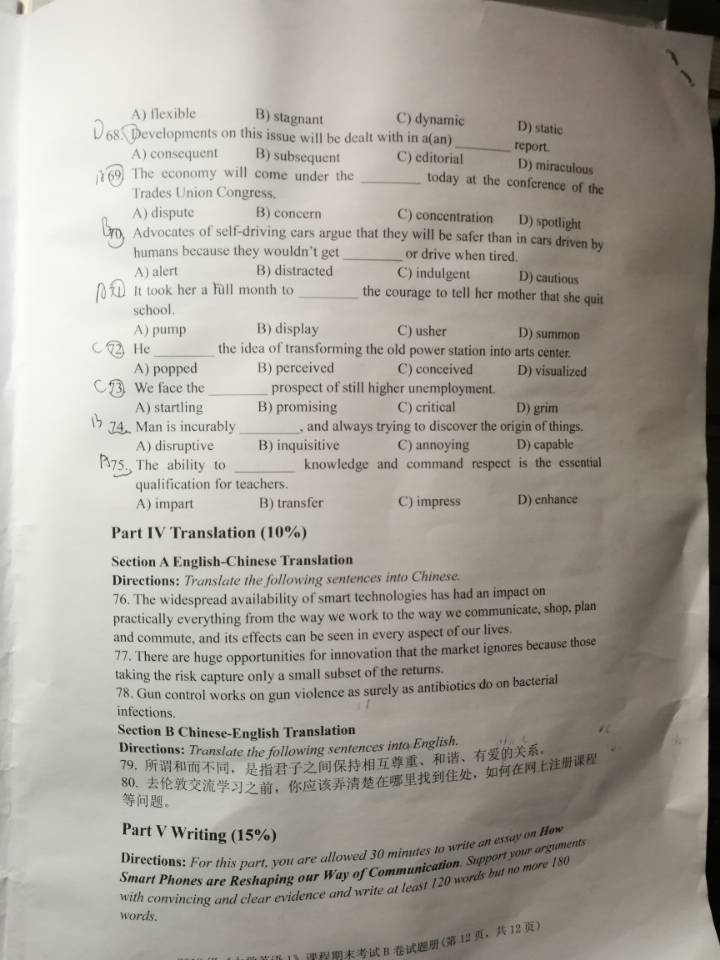 A) flexible B) stagnant C) dynamic D) static
D 68. Developments on this issue will be dealt with in a(an) ________ report.
A) consequent B) subsequent C) editorial D) miraculous
69. The economy will come under the ________ today at the conference of the
Trades Union Congress.
A) dispute B) concern C) concentration D) spotlight
B 70. Advocates of self-driving cars argue that they will be safer than in cars driven by
humans because they wouldn't get ________ or drive when tired.
A) alert B) distracted C) indulgent D) cautious
71. It took her a full month to ________ the courage to tell her mother that she quit
school.
A) pump B) display C) usher D) summon
C 72. He ________ the idea of transforming the old power station into arts center.
A) popped B) perceived C) conceived D) visualized
C 73. We face the ________ prospect of still higher unemployment.
A) startling B) promising C) critical D) grim
B 74. Man is incurably ________, and always trying to discover the origin of things.
A) disruptive B) inquisitive C) annoying D) capable
75. The ability to ________ knowledge and command respect is the essential
qualification for teachers.
A) impart B) transfer C) impress D) enhance
Part IV Translation (10%)
Section A English-Chinese Translation
Directions: Translate the following sentences into Chinese.
76. The widespread availability of smart technologies has had an impact on
practically everything from the way we work to the way we communicate, shop, plan
and commute, and its effects can be seen in every aspect of our lives.
77. There are huge opportunities for innovation that the market ignores because those
taking the risk capture only a small subset of the returns.
78. Gun control works on gun violence as surely as antibiotics do on bacterial
infections.
Section B Chinese-English Translation
Directions: Translate the following sentences into English.
79. 所谓和而不同，是指君子之间保持相互尊重、和谐、有爱的关系。
80. 去伦敦交流学习之前，你应该弄清楚在哪里找到住处，如何在网上注册课程
等问题。
Part V Writing (15%)
Directions: For this part, you are allowed 30 minutes to write an essay on How
Smart Phones are Reshaping our Way of Communication. Support your arguments
with convincing and clear evidence and write at least 120 words but no more 180
words.
课程期末考试 B 卷试题册 (第 12 页，共 12 页)